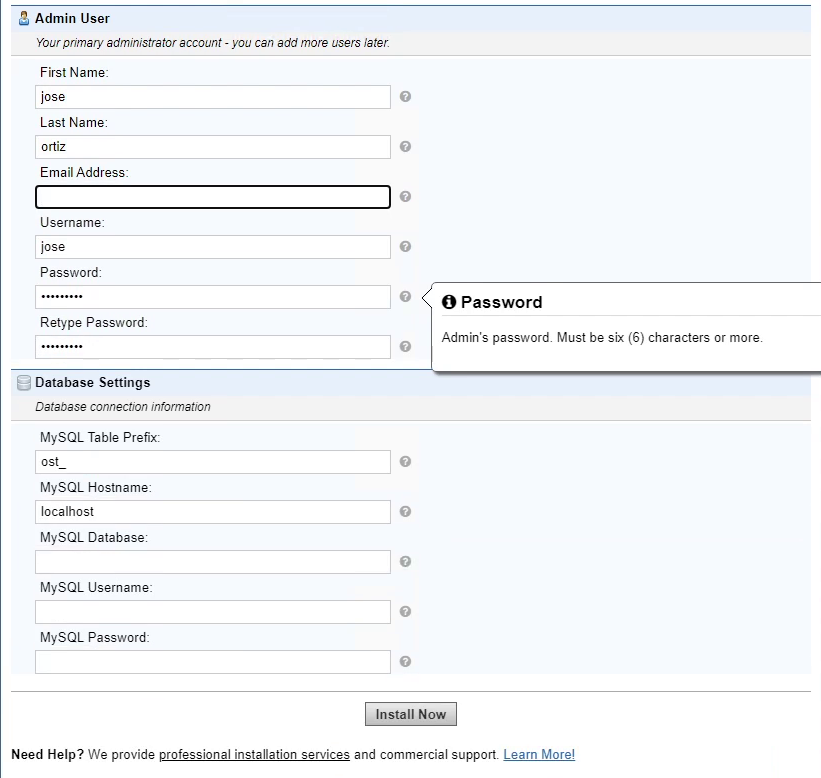 Admin User
Your primary administrator account - you can add more users later.
First Name:
jose
Last Name:
ortiz
Email Address:
Username:
jose
Password:
•••••••••
Password
Admin's password. Must be six (6) characters or more.
Retype Password:
•••••••••
Database Settings
Database connection information
MySQL Table Prefix:
ost_
MySQL Hostname:
localhost
MySQL Database:
MySQL Username:
MySQL Password:
Install Now
Need Help? We provide professional installation services and commercial support. Learn More!